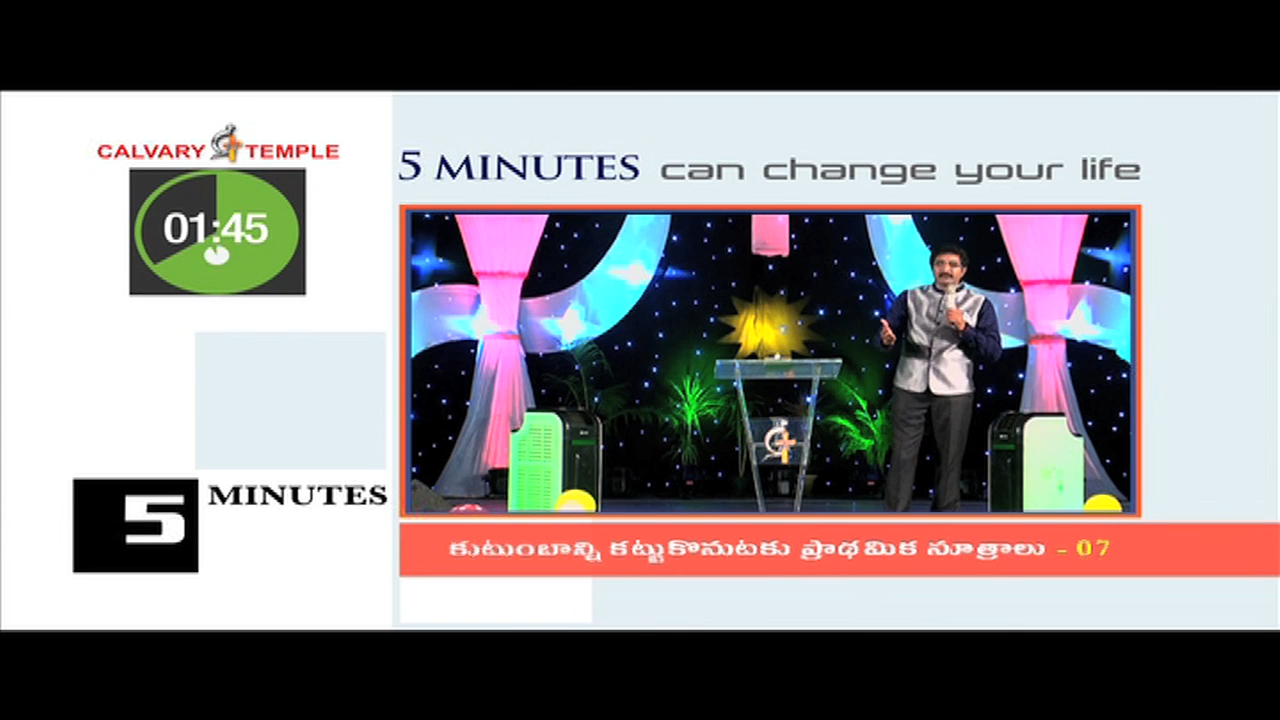 CALVARY TEMPLE
5 MINUTES can change your life
01:45
5 MINUTES
కుటుంబాన్ని కట్టుకొనుటకు ప్రాథమిక సూత్రాలు - 07